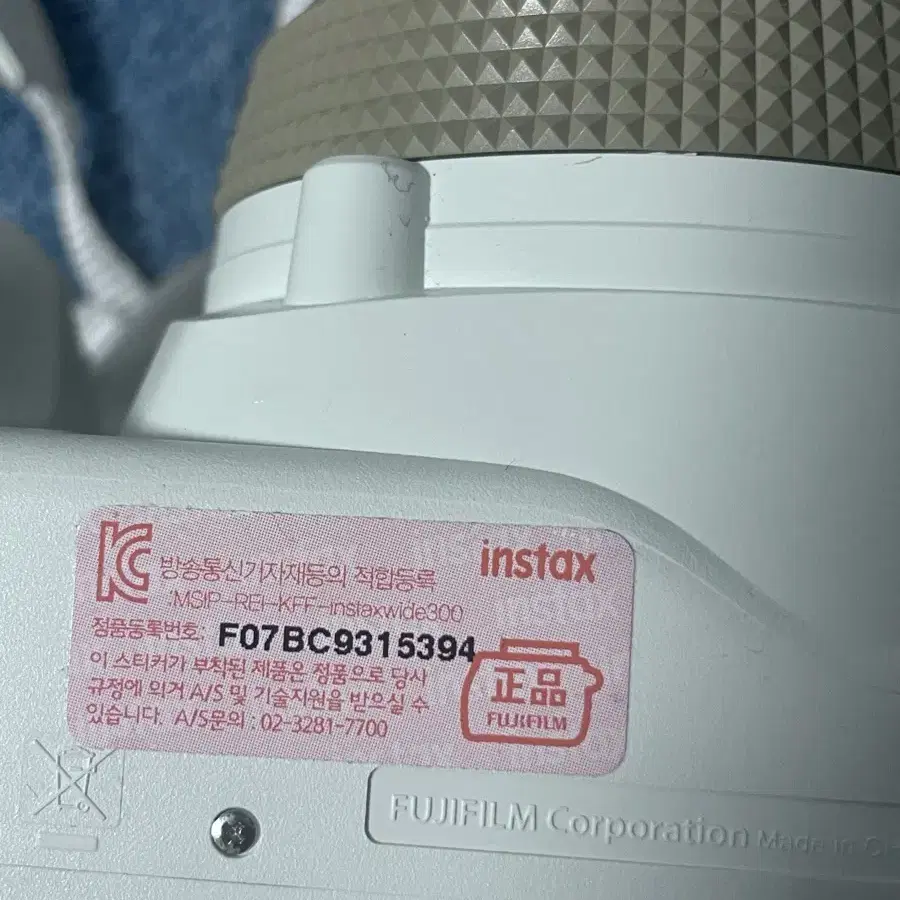 방송통신기자재등의 적합등록
instax
:MSIP-REI-KFF-instaxwide300
정품등록번호: F07BC9315394
이 스티커가 부착된 제품은 정품으로 당사
규정에 의거 A/S 및 기술지원을 받으실 수
있습니다. A/S문의 : 02-3281-7700
正品
FUJIFILM
FUJIFILM Corporation Made in